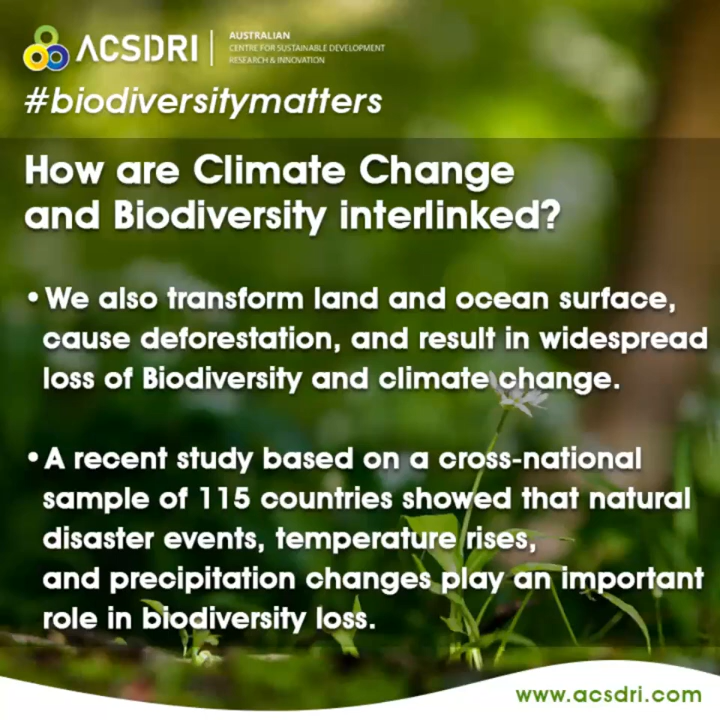 ACSDRI
AUSTRALIAN
CENTRE FOR SUSTAINABLE DEVELOPMENT
RESEARCH & INNOVATION
#biodiversitymatters
How are Climate Change
and Biodiversity interlinked?
• We also transform land and ocean surface,
cause deforestation, and result in widespread
loss of Biodiversity and climate change.
• A recent study based on a cross-national
sample of 115 countries showed that natural
disaster events, temperature rises,
and precipitation changes play an important
role in biodiversity loss.
www.acsdri.com